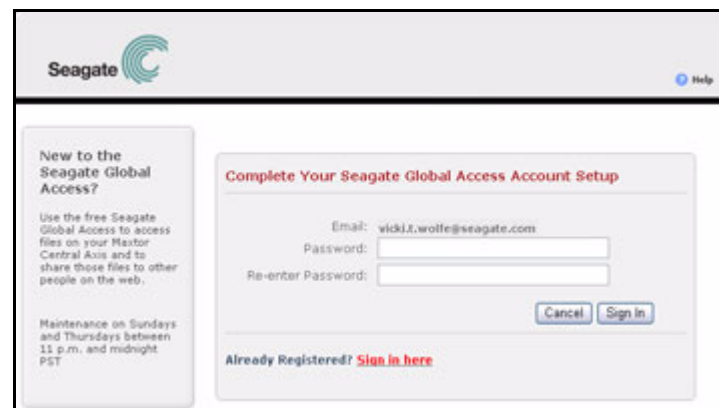 Seagate
Help
New to the
Seagate Global
Access?
Use the free Seagate
Global Access to access
files on your Maxtor
Central Axis and to
share those files to other
people on the web.
Maintenance on Sundays
and Thursdays between
11 p.m. and midnight
PST
Complete Your Seagate Global Access Account Setup
Email: vicki.t.wolfe@seagate.com
Password:
Re-enter Password:
Cancel Sign In
Already Registered? Sign in here